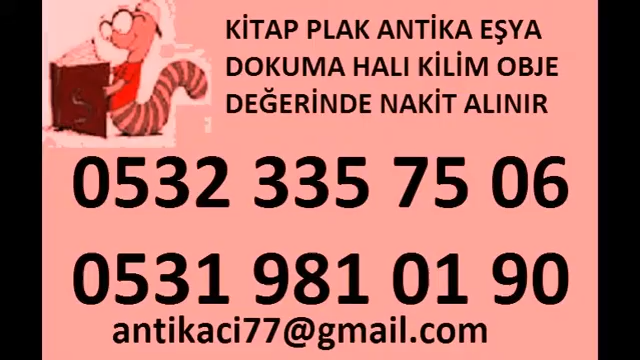 KİTAP PLAK ANTİKA EŞYA
DOKUMA HALI KİLİM OBJE
DEĞERİNDE NAKİT ALINIR
0532 335 75 06
0531 981 01 90
antikaci77@gmail.com